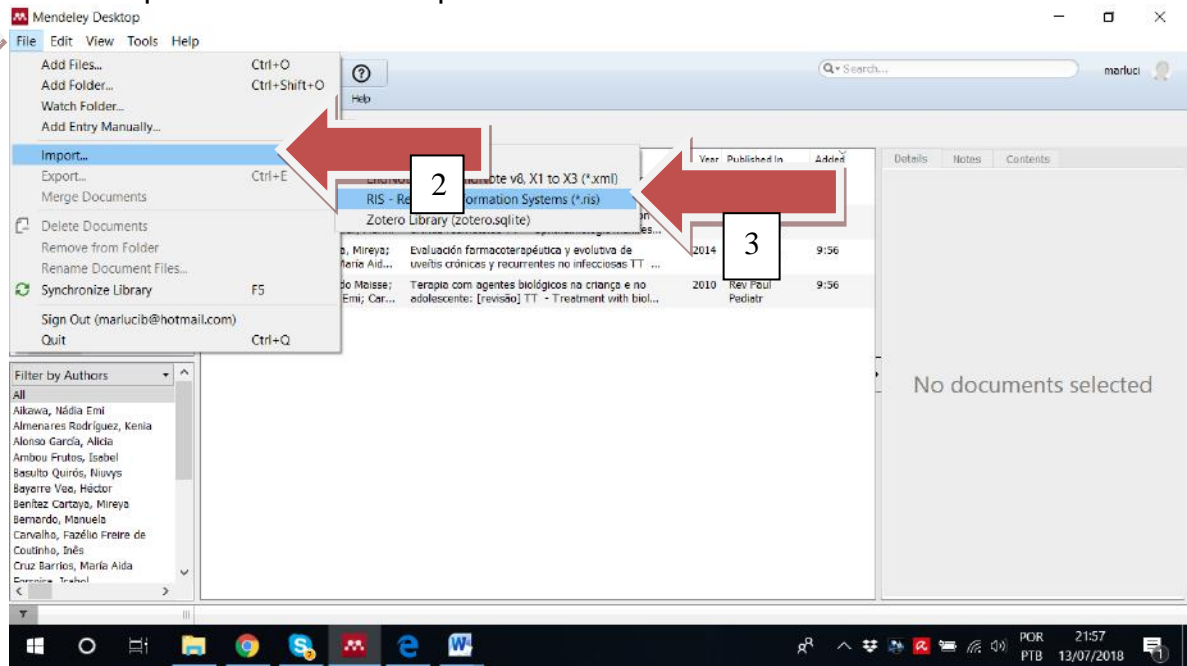 Mendeley Desktop
File Edit View Tools Help
Add Files... Ctrl+O
Add Folder... Ctrl+Shift+O
Watch Folder...
Add Entry Manually...
Import...
Export... Ctrl+E
Merge Documents
Delete Documents
Remove from Folder
Rename Document Files...
Synchronize Library F5
Sign Out (marlucib@hotmail.com)
Quit Ctrl+Q
Help
Search...
marluci
2
3
v8, X1 to X3 (*.xml)
RIS - Systems (*.ris)
Zotero Library (zotero.sqlite)
Year Published In Added
Mireya; Evaluación farmacoterapéutica y evolutiva de 2014 9:56
María Aid... uveítis crónicas y recurrentes no infecciosas TT ...
do Maisse; Terapia com agentes biológicos na criança e no 2010 Rev Paul 9:56
Emi; Car... adolescente: [revisão] TT - Treatment with biol... Pediatr
Details Notes Contents
No documents selected
Filter by Authors
All
Aikawa, Nádia Emi
Almenares Rodríguez, Kenia
Alonso García, Alicia
Ambou Frutos, Isabel
Basulto Quirós, Niuvys
Bayarre Vea, Héctor
Benítez Cartaya, Mireya
Bernardo, Manuela
Carvalho, Fazélio Freire de
Coutinho, Inês
Cruz Barrios, María Aida
POR 21:57
PTB 13/07/2018
1